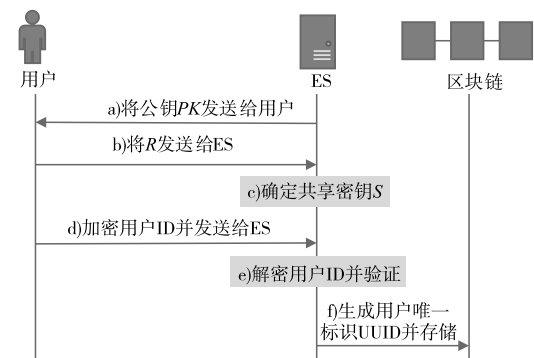 用户
ES
区块链
a)将公钥PK发送给用户
b)将R发送给ES
c)确定共享密钥S
d)加密用户ID并发送给ES
e)解密用户ID并验证
f)生成用户唯一
标识UUID并存储